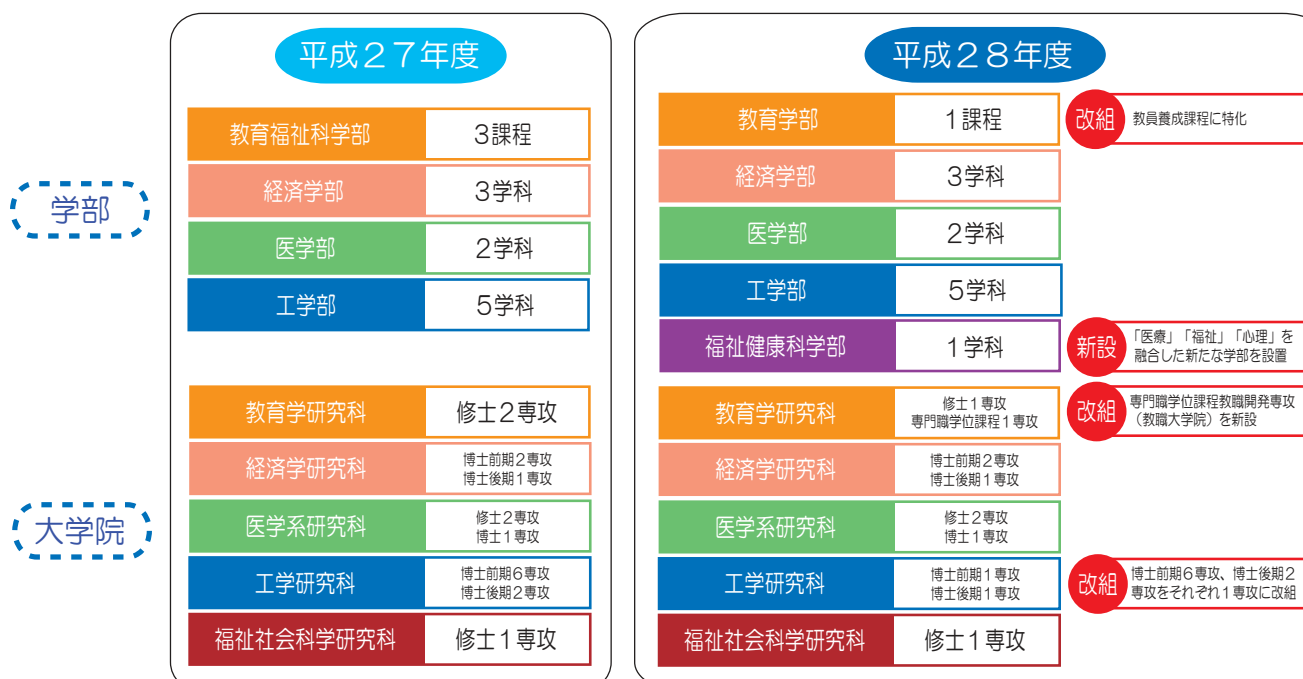 平成27年度
平成28年度
学部
教育福祉科学部 3課程
経済学部 3学科
医学部 2学科
工学部 5学科
教育学部 1課程
改組 教員養成課程に特化
経済学部 3学科
医学部 2学科
工学部 5学科
福祉健康科学部 1学科
新設 「医療」「福祉」「心理」を
融合した新たな学部を設置
大学院
教育学研究科 修士2専攻
経済学研究科 博士前期2専攻
博士後期1専攻
医学系研究科 修士2専攻
博士1専攻
工学研究科 博士前期6専攻
博士後期2専攻
福祉社会科学研究科 修士1専攻
教育学研究科 修士1専攻
専門職学位課程1専攻
改組 専門職学位課程教職開発専攻
（教職大学院）を新設
経済学研究科 博士前期2専攻
博士後期1専攻
医学系研究科 修士2専攻
博士1専攻
工学研究科 博士前期1専攻
博士後期1専攻
改組 博士前期6専攻、博士後期2
専攻をそれぞれ1専攻に改組
福祉社会科学研究科 修士1専攻